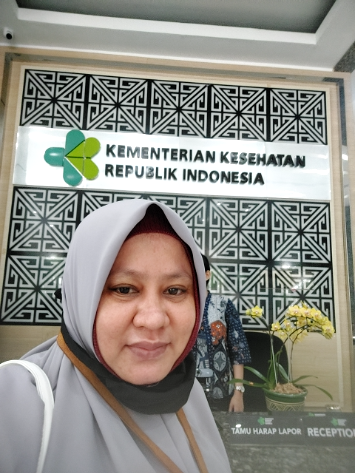 KEMENTERIAN KESEHATAN
REPUBLIK INDONESIA
TAMU HARAP LAPOR
RECEPTION